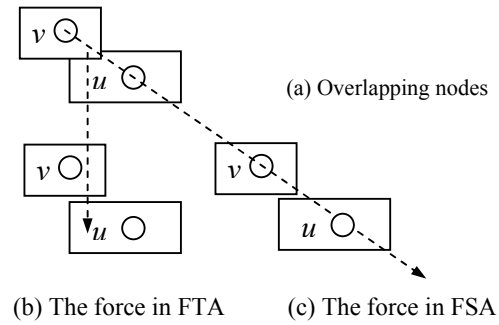 v
u
(a) Overlapping nodes
v
v
u
u
(b) The force in FTA
(c) The force in FSA